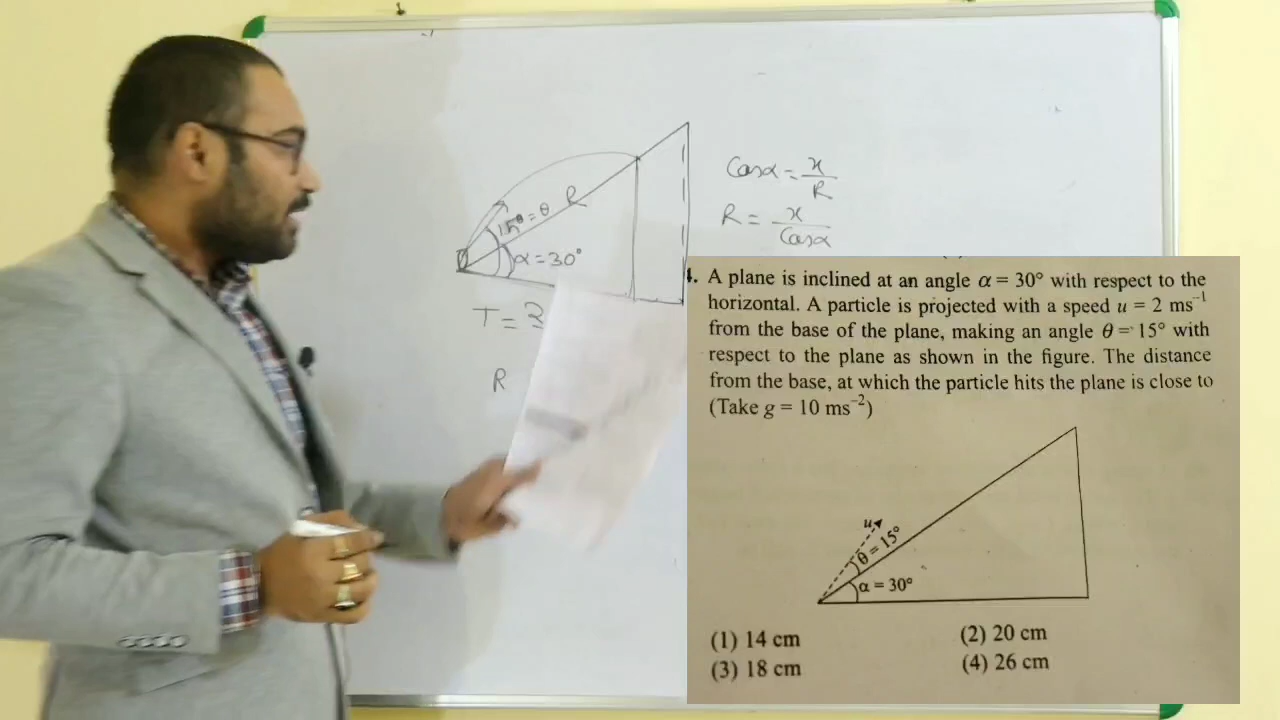 Cosα = x/R
R = x/Cosα
15° = θ R
α = 30°
T = 2
R
4. A plane is inclined at an angle α = 30° with respect to the
horizontal. A particle is projected with a speed u = 2 ms⁻¹
from the base of the plane, making an angle θ = 15° with
respect to the plane as shown in the figure. The distance
from the base, at which the particle hits the plane is close to
(Take g = 10 ms⁻²)
u
θ = 15°
α = 30°
(1) 14 cm (2) 20 cm
(3) 18 cm (4) 26 cm